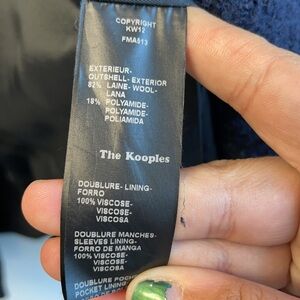 COPYRIGHT
KW12
FMA513
EXTERIEUR-
OUTSHELL- EXTERIOR
82% LAINE- WOOL-
LANA
18% POLYAMIDE-
POLYAMIDE-
POLIAMIDA
The Kooples
DOUBLURE- LINING-
FORRO
100% VISCOSE-
VISCOSE-
VISCOSA
DOUBLURE MANCHES-
SLEEVES LINING-
FORRO DE MANGA
100% VISCOSE-
VISCOSE-
VISCOSA
DOUBLURE
POCKET LINING